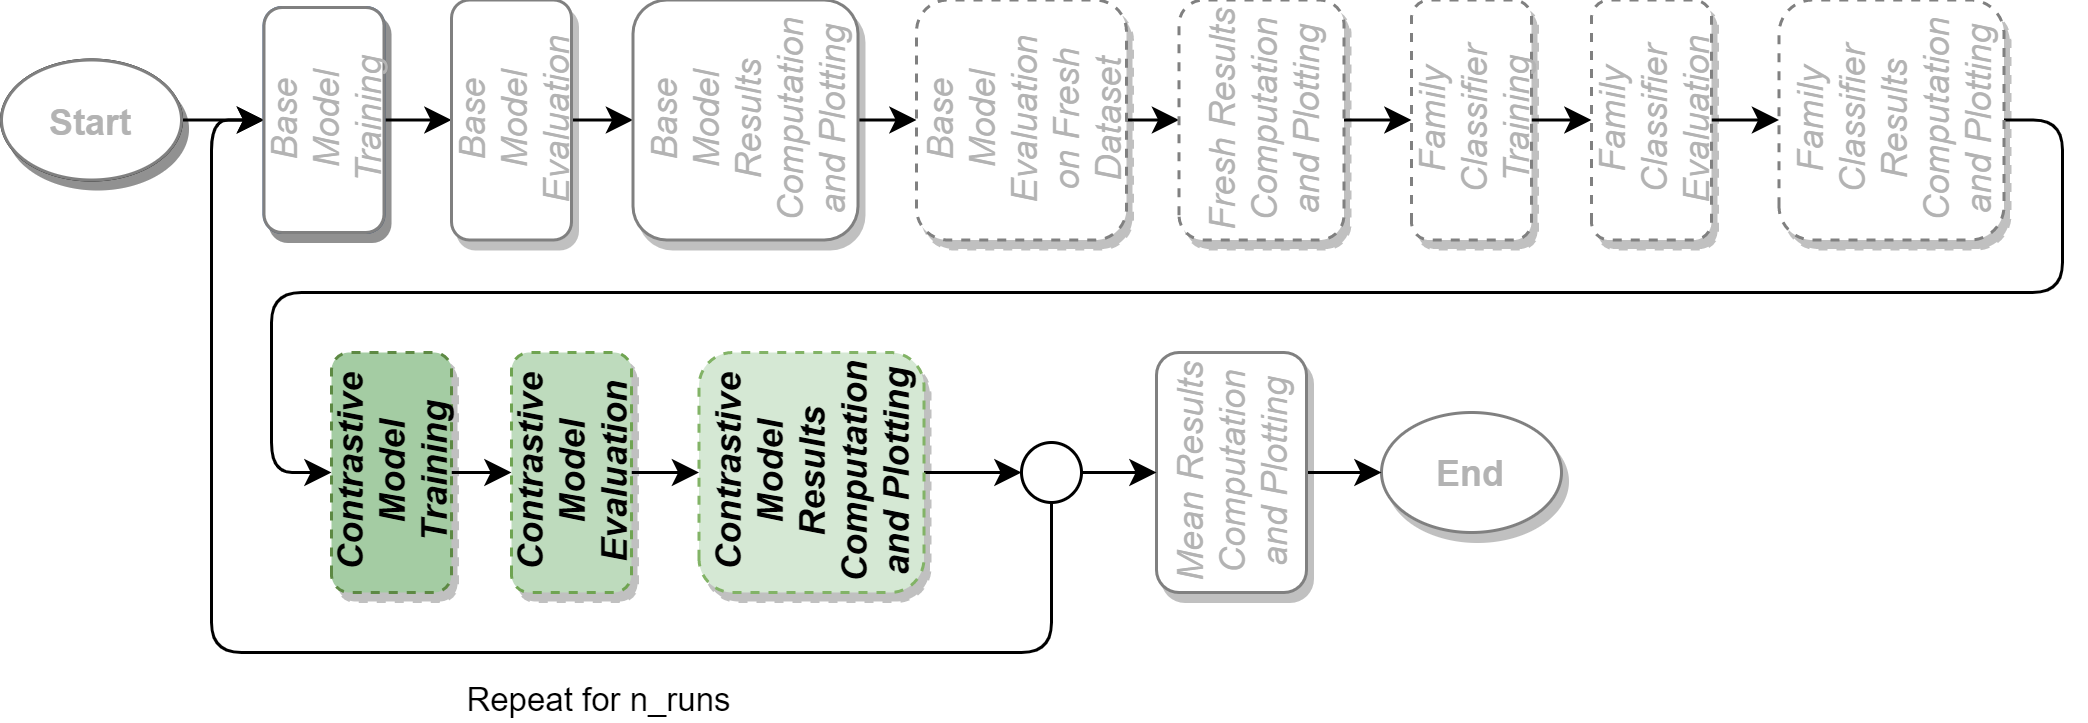 Start
Base
Model
Training
Base
Model
Evaluation
Base
Model
Results
Computation
and Plotting
Base
Model
Evaluation
on Fresh
Dataset
Fresh Results
Computation
and Plotting
Family
Classifier
Training
Family
Classifier
Evaluation
Family
Classifier
Results
Computation
and Plotting
Contrastive
Model
Training
Contrastive
Model
Evaluation
Contrastive
Model
Results
Computation
and Plotting
Mean Results
Computation
and Plotting
End
Repeat for n_runs